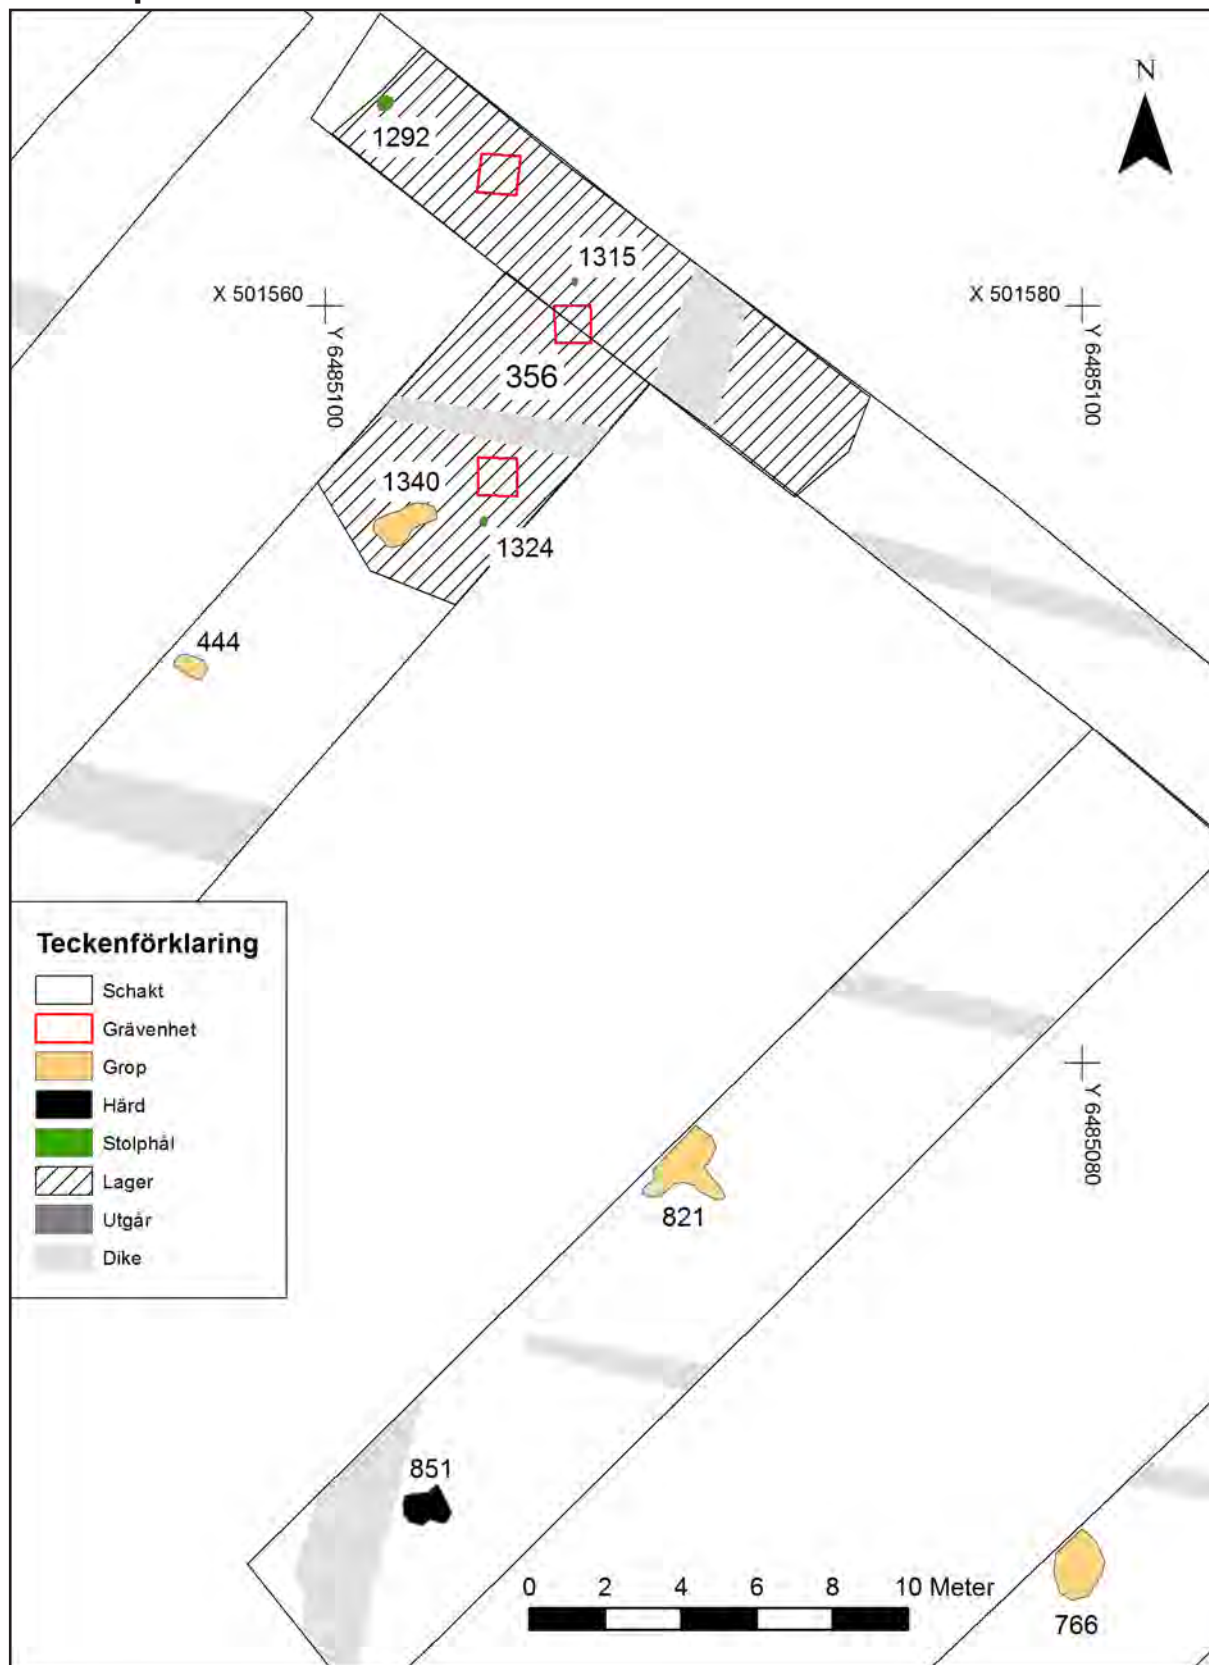 N
1292
1315
X 501560
X 501580
Y 6485100
Y 6485100
356
1340
1324
444
Teckenförklaring
Schakt
Grävenhet
Grop
Härd
Stolphål
Lager
Utgår
Dike
Y 6485080
821
851
0 2 4 6 8 10 Meter
766